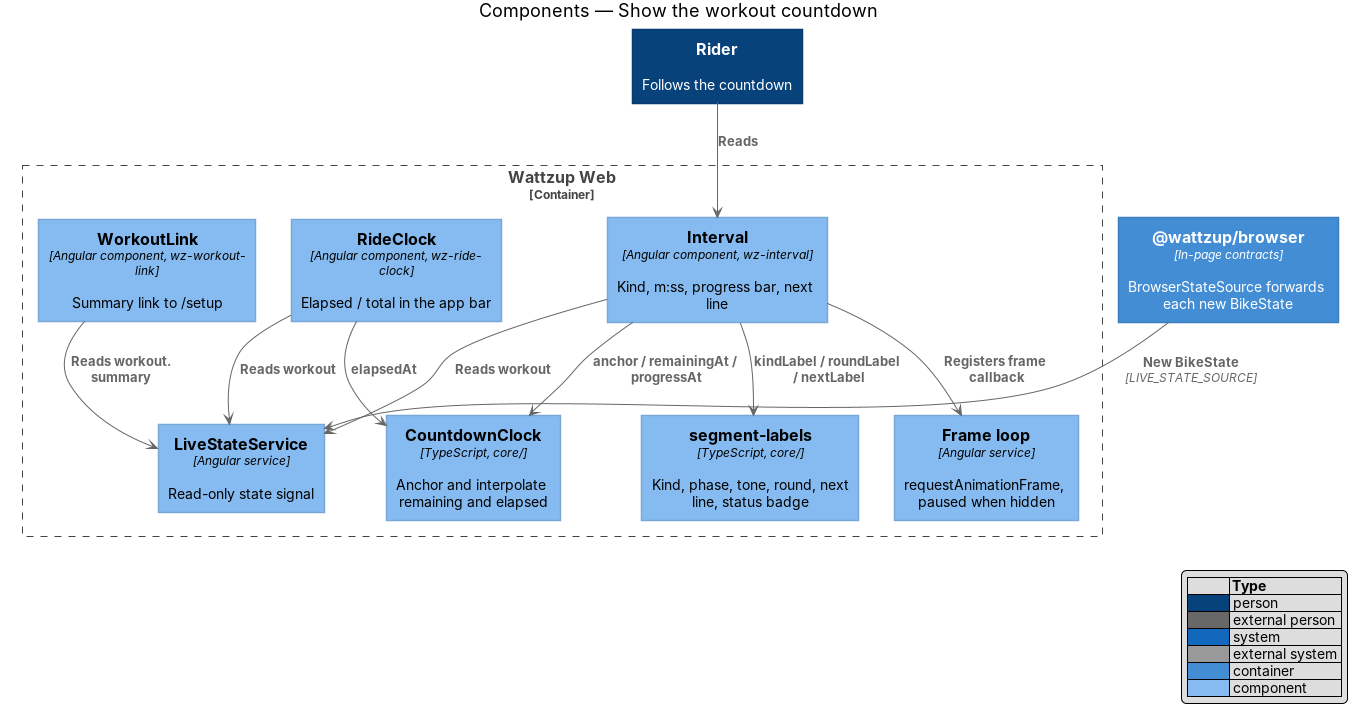 Components — Show the workout countdown
Rider
Follows the countdown
Reads
Wattzup Web
[Container]
WorkoutLink
[Angular component, wz-workout-
link]
Summary link to /setup
RideClock
[Angular component, wz-ride-
clock]
Elapsed / total in the app bar
Interval
[Angular component, wz-interval]
Kind, m:ss, progress bar, next
line
@wattzup/browser
[In-page contracts]
BrowserStateSource forwards
each new BikeState
Reads workout.
summary
Reads workout
elapsedAt
Reads workout
anchor / remainingAt /
progressAt
kindLabel / roundLabel
/ nextLabel
Registers frame
callback
New BikeState
[LIVE_STATE_SOURCE]
LiveStateService
[Angular service]
Read-only state signal
CountdownClock
[TypeScript, core/]
Anchor and interpolate
remaining and elapsed
segment-labels
[TypeScript, core/]
Kind, phase, tone, round, next
line, status badge
Frame loop
[Angular service]
requestAnimationFrame,
paused when hidden
Type
person
external person
system
external system
container
component